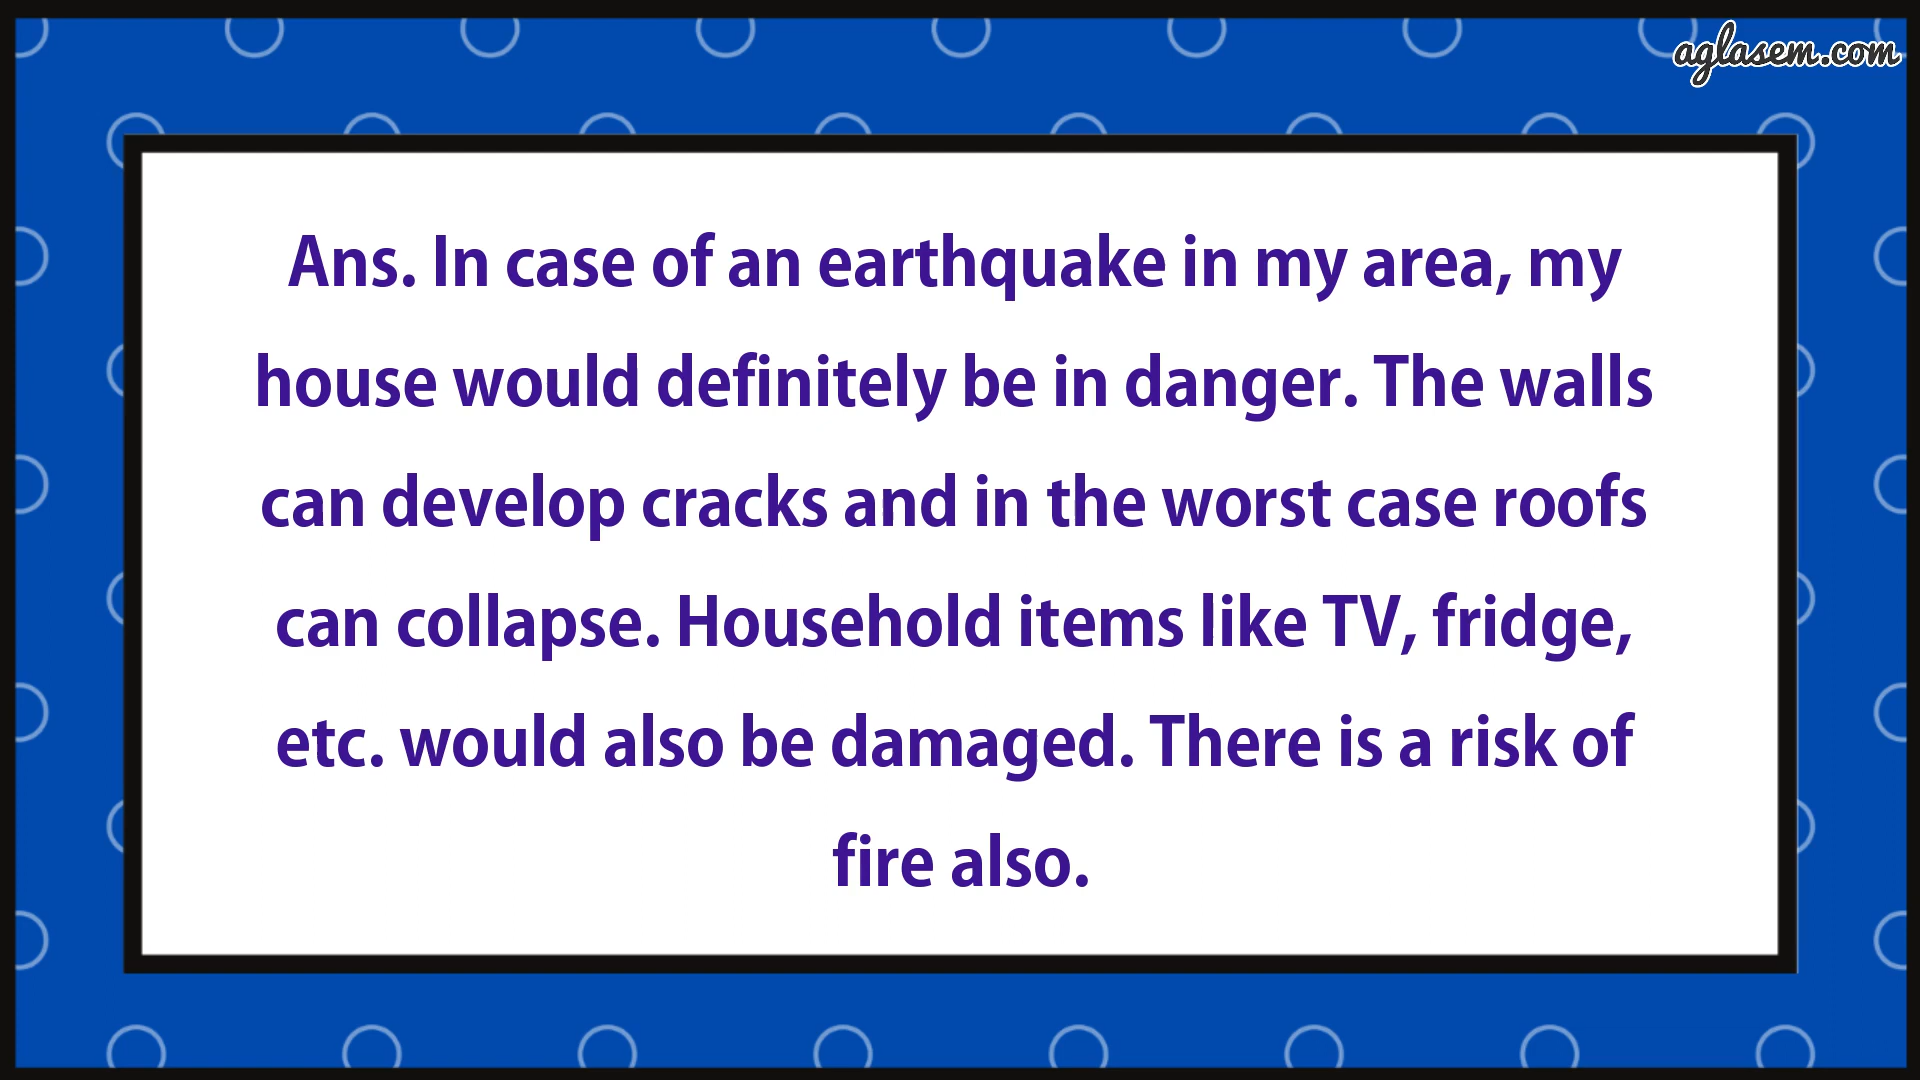 aglasem.com
Ans. In case of an earthquake in my area, my
house would definitely be in danger. The walls
can develop cracks and in the worst case roofs
can collapse. Household items like TV, fridge,
etc. would also be damaged. There is a risk of
fire also.